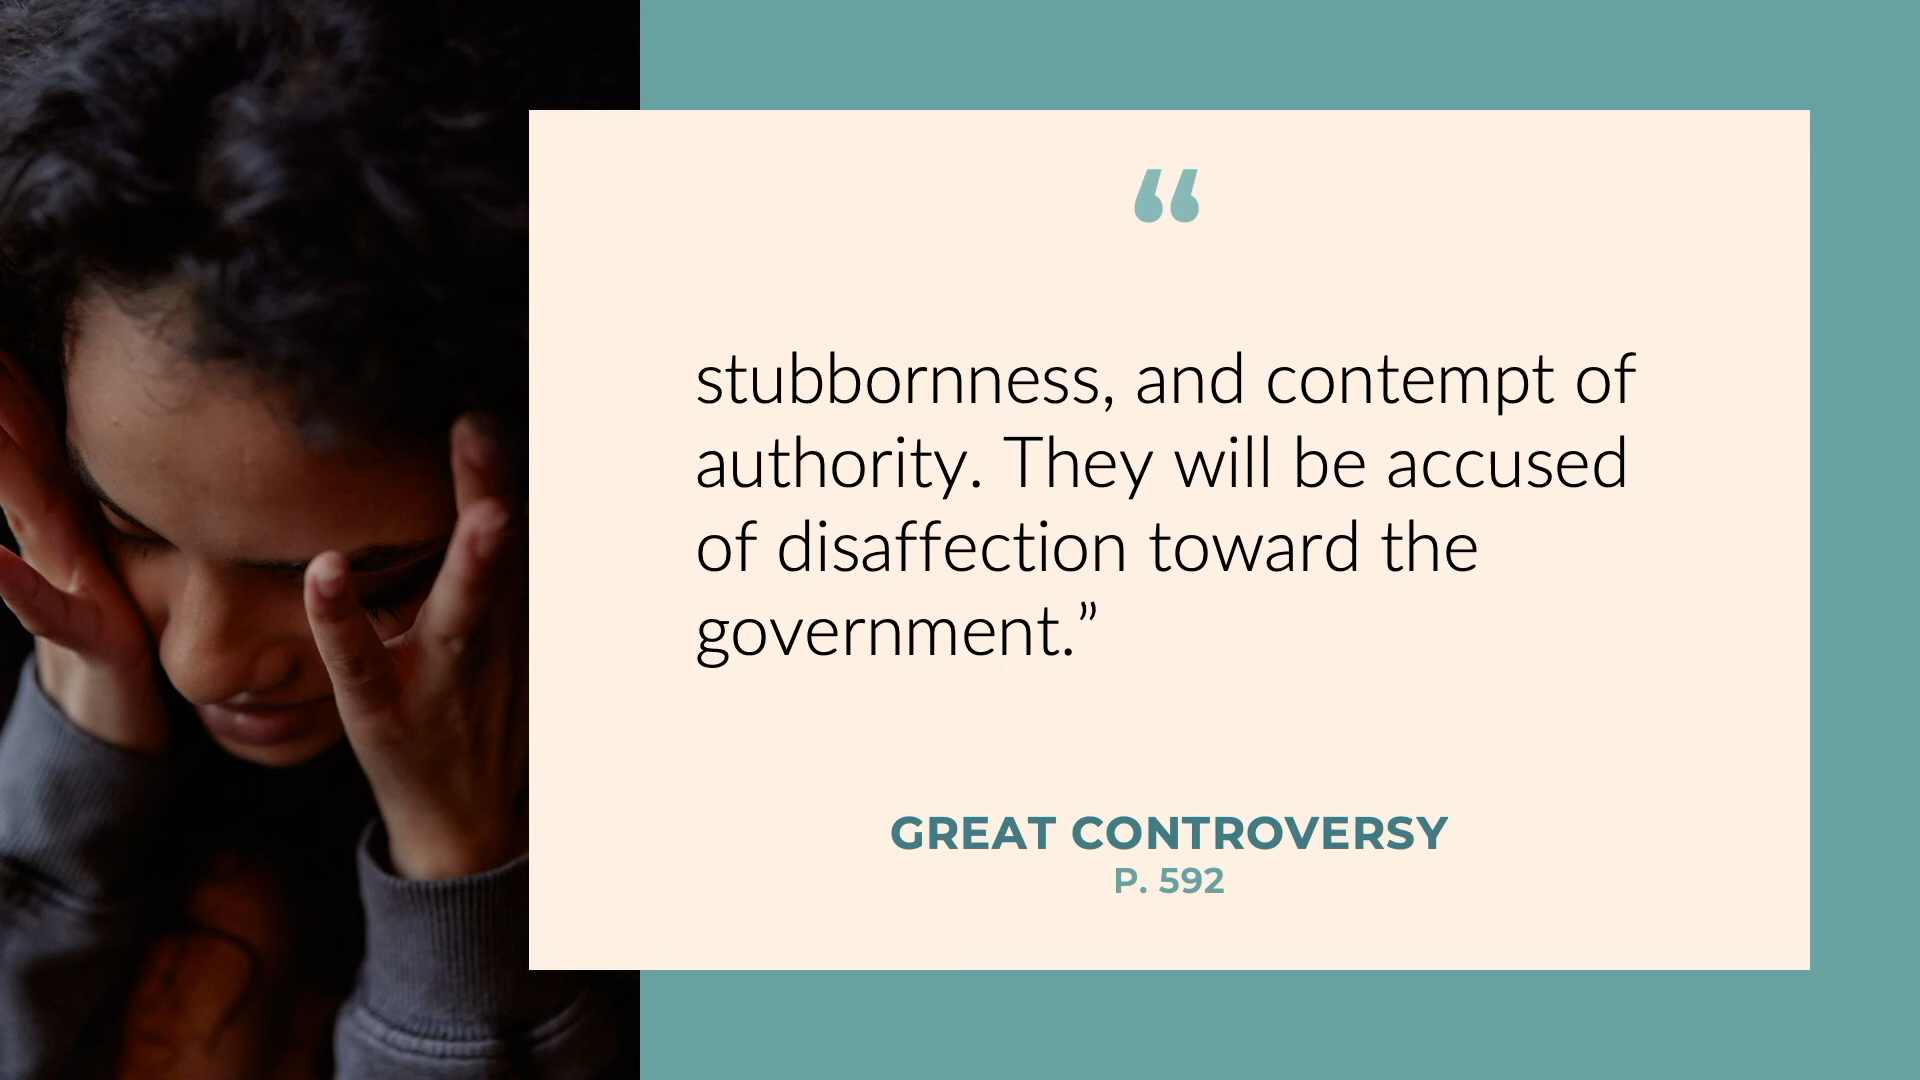 “
stubbornness, and contempt of
authority. They will be accused
of disaffection toward the
government.”
GREAT CONTROVERSY
P. 592